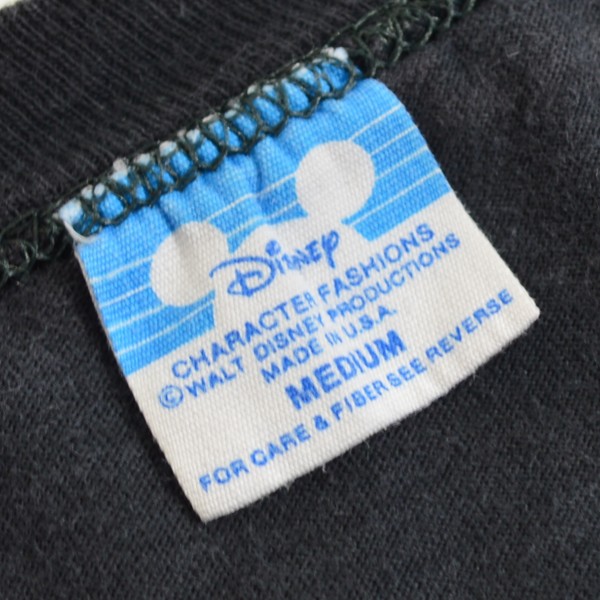 Disney
CHARACTER FASHIONS
© WALT DISNEY PRODUCTIONS
MADE IN U.S.A.
MEDIUM
FOR CARE & FIBER SEE REVERSE